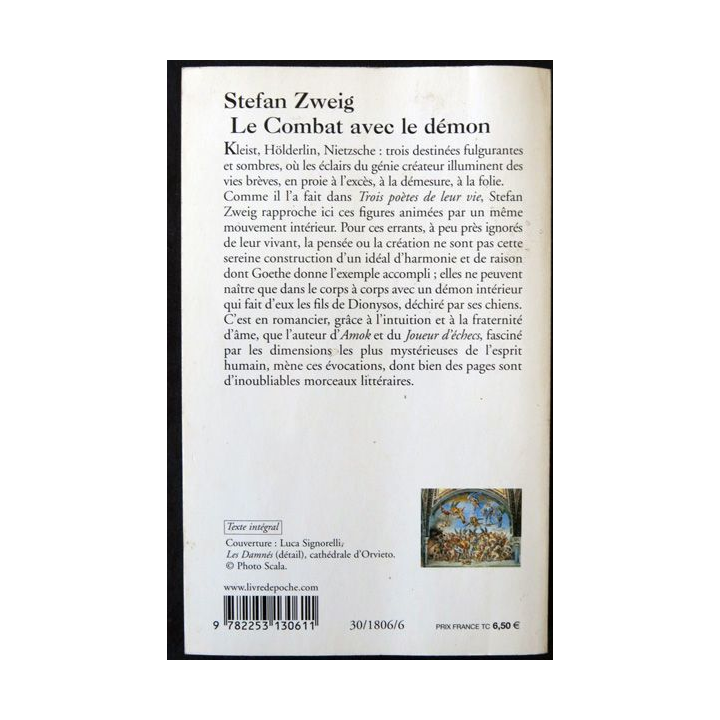 Stefan Zweig
Le Combat avec le démon
Kleist, Hölderlin, Nietzsche : trois destinées fulgurantes
et sombres, où les éclairs du génie créateur illuminent des
vies brèves, en proie à l'excès, à la démesure, à la folie.
Comme il l'a fait dans Trois poètes de leur vie, Stefan
Zweig rapproche ici ces figures animées par un même
mouvement intérieur. Pour ces errants, à peu près ignorés
de leur vivant, la pensée ou la création ne sont pas cette
sereine construction d'un idéal d'harmonie et de raison
dont Goethe donne l'exemple accompli ; elles ne peuvent
naître que dans le corps à corps avec un démon intérieur
qui fait d'eux les fils de Dionysos, déchiré par ses chiens.
C'est en romancier, grâce à l'intuition et à la fraternité
d'âme, que l'auteur d'Amok et du Joueur d'échecs, fasciné
par les dimensions les plus mystérieuses de l'esprit
humain, mène ces évocations, dont bien des pages sont
d'inoubliables morceaux littéraires.
Texte intégral
Couverture : Luca Signorelli,
Les Damnés (détail), cathédrale d'Orvieto.
© Photo Scala.
www.livredepoche.com
9 782253 130611
30/1806/6
PRIX FRANCE TC 6,50 €